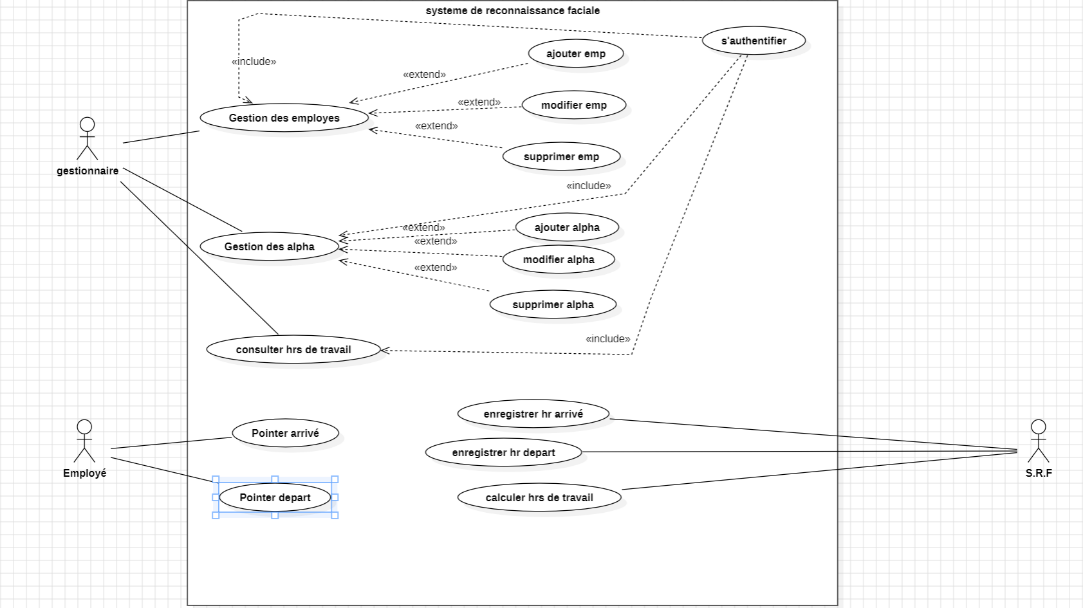 systeme de reconnaissance faciale
s'authentifier
ajouter emp
«include»
«extend»
modifier emp
«extend»
Gestion des employes
«extend»
supprimer emp
gestionnaire
«include»
ajouter alpha
«extend»
«extend»
Gestion des alpha
modifier alpha
«extend»
supprimer alpha
«include»
consulter hrs de travail
enregistrer hr arrivé
Pointer arrivé
enregistrer hr depart
Employé
S.R.F
Pointer depart
calculer hrs de travail